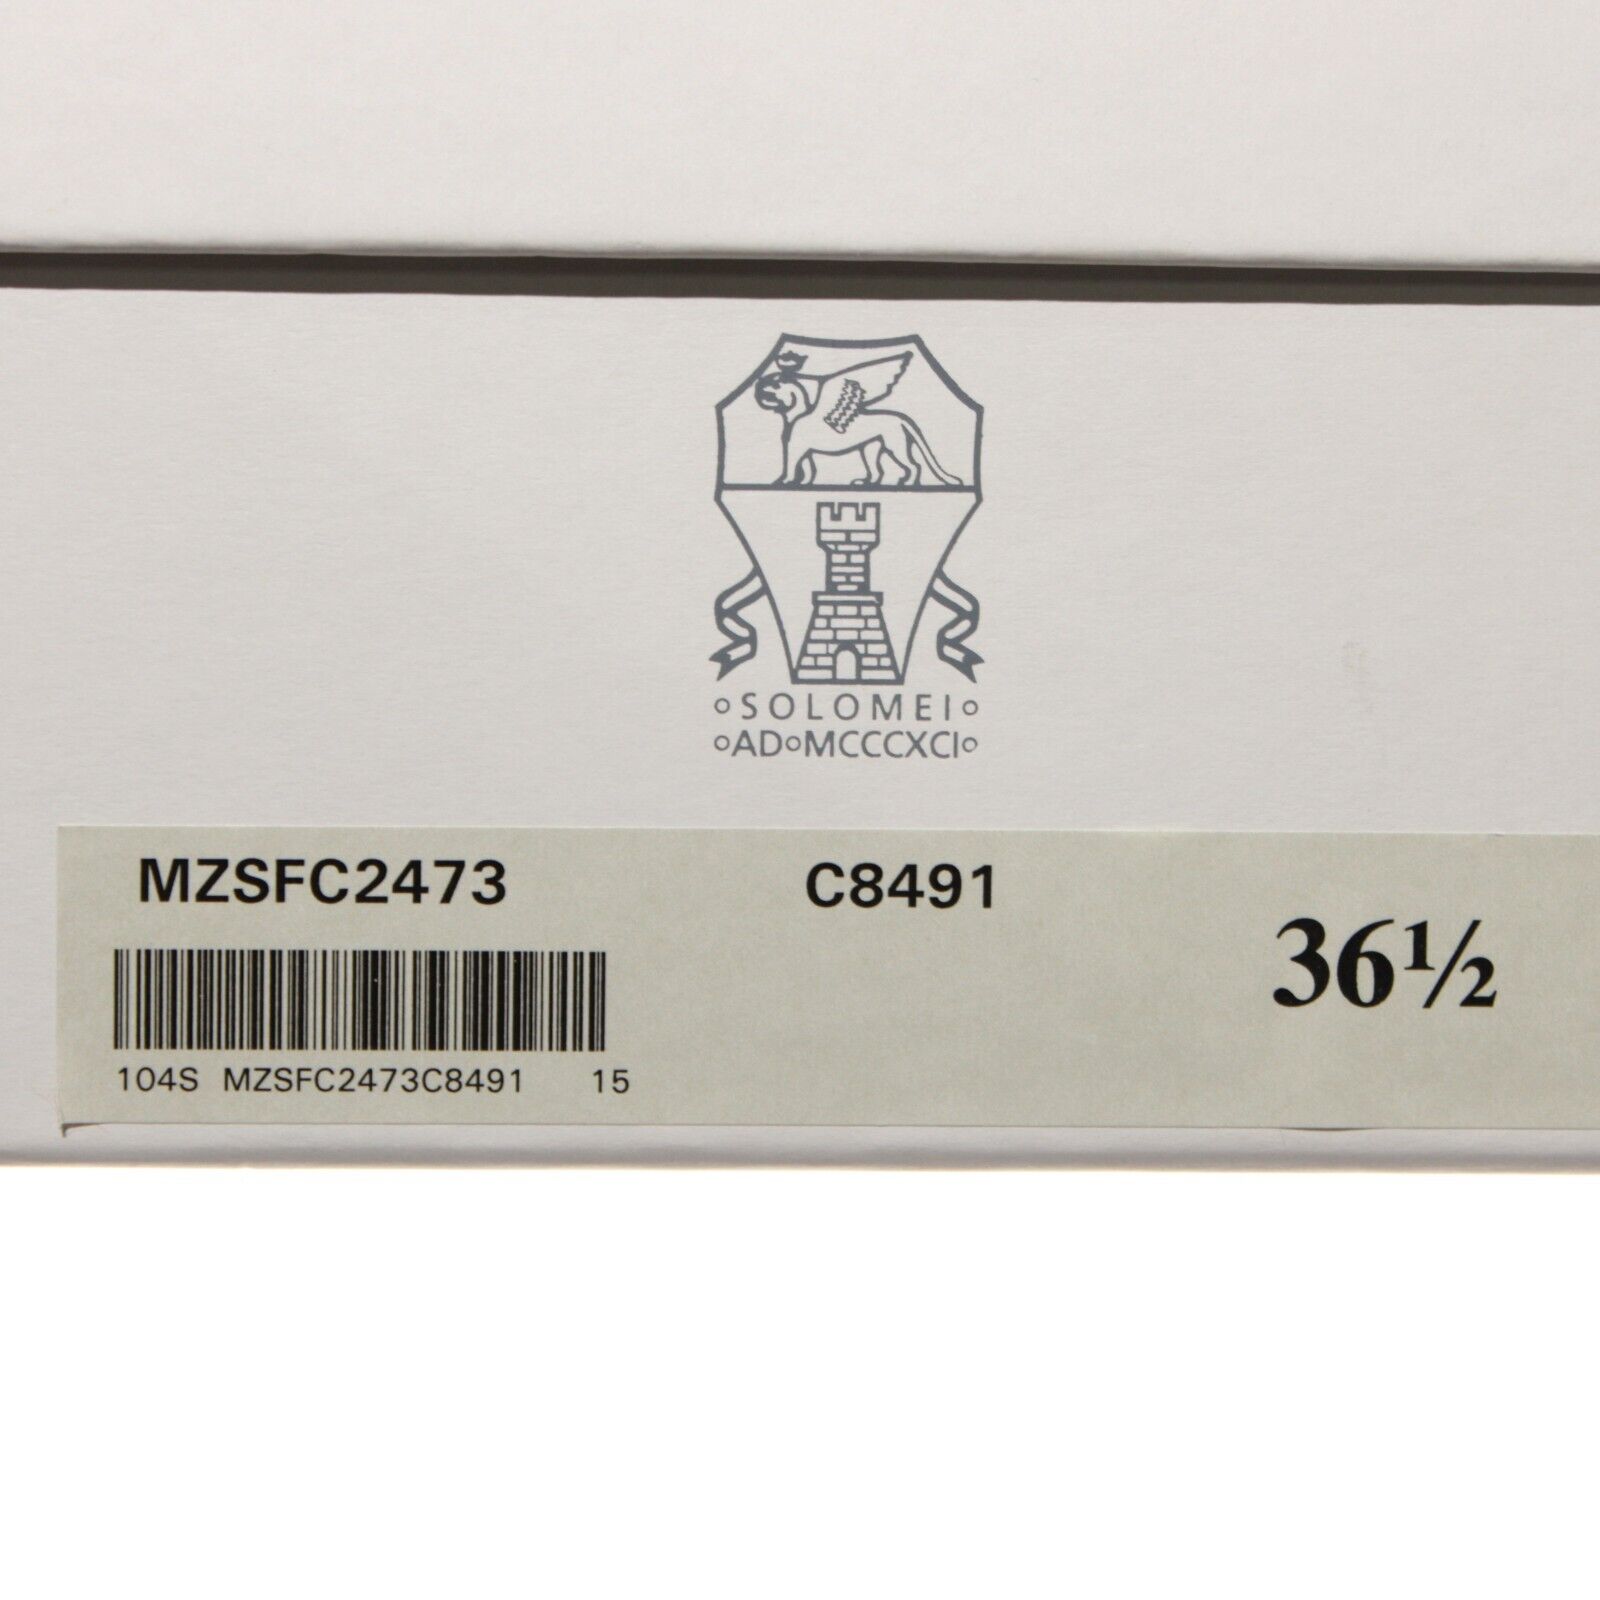 ∘SOLOMEI∘
∘AD∘MCCCXCI∘
MZSFC2473 C8491
36½
104S MZSFC2473C8491 15